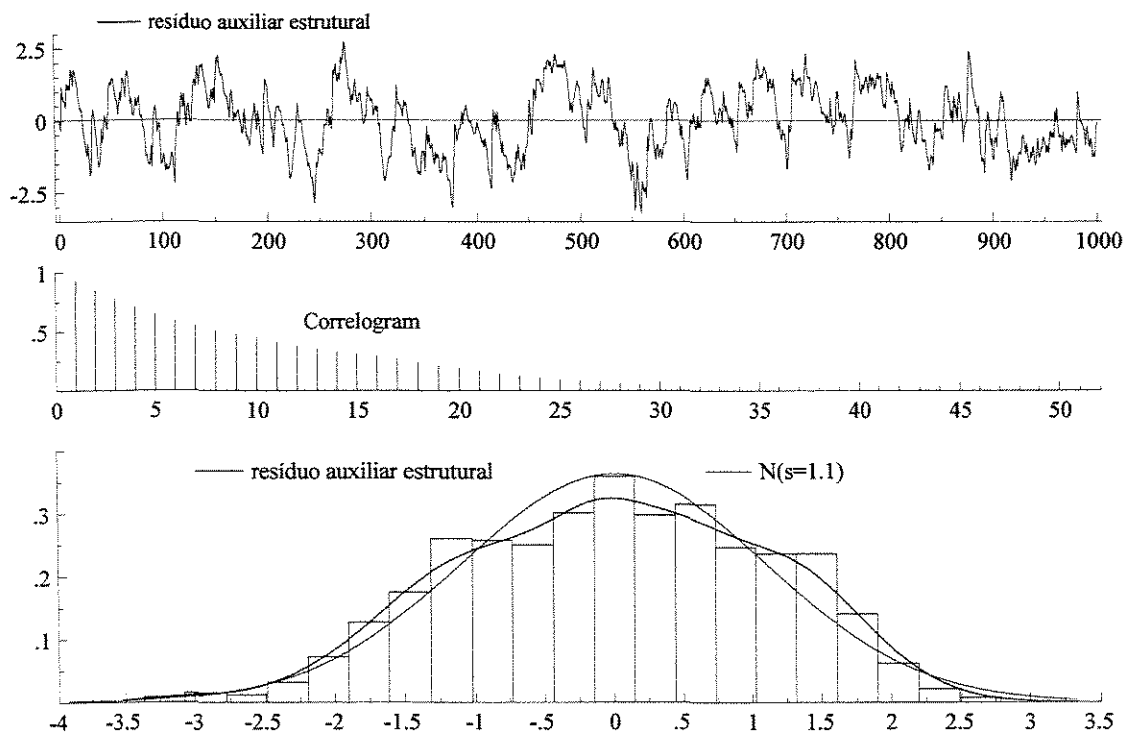 resíduo auxiliar estrutural
2.5
0
-2.5
0 100 200 300 400 500 600 700 800 900 1000
1
.5
Correlogram
0 5 10 15 20 25 30 35 40 45 50
resíduo auxiliar estrutural N(s=1.1)
.3
.2
.1
-4 -3.5 -3 -2.5 -2 -1.5 -1 -.5 0 .5 1 1.5 2 2.5 3 3.5